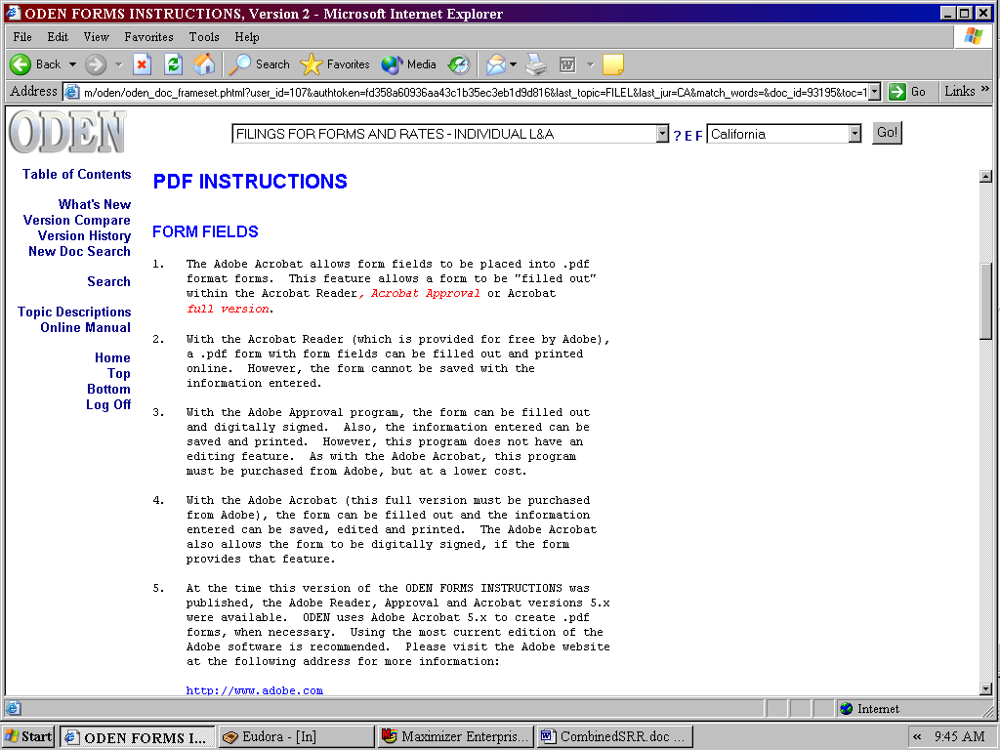 ODEN FORMS INSTRUCTIONS, Version 2 - Microsoft Internet Explorer
File Edit View Favorites Tools Help
Back Search Favorites Media
Address m/oden/oden_doc_frameset.phtml?user_id=107&authtoken=fd358a60936aa43c1b35ec3eb1d9d816&last_topic=FILEL&last_jur=CA&match_words=&doc_id=93195&toc=1 Go Links »
ODEN
FILINGS FOR FORMS AND RATES - INDIVIDUAL L&A ? E F California Go!
Table of Contents
What's New
Version Compare
Version History
New Doc Search
Search
Topic Descriptions
Online Manual
Home
Top
Bottom
Log Off
PDF INSTRUCTIONS
FORM FIELDS
1. The Adobe Acrobat allows form fields to be placed into .pdf
format forms. This feature allows a form to be "filled out"
within the Acrobat Reader, Acrobat Approval or Acrobat
full version.
2. With the Acrobat Reader (which is provided for free by Adobe),
a .pdf form with form fields can be filled out and printed
online. However, the form cannot be saved with the
information entered.
3. With the Adobe Approval program, the form can be filled out
and digitally signed. Also, the information entered can be
saved and printed. However, this program does not have an
editing feature. As with the Adobe Acrobat, this program
must be purchased from Adobe, but at a lower cost.
4. With the Adobe Acrobat (this full version must be purchased
from Adobe), the form can be filled out and the information
entered can be saved, edited and printed. The Adobe Acrobat
also allows the form to be digitally signed, if the form
provides that feature.
5. At the time this version of the ODEN FORMS INSTRUCTIONS was
published, the Adobe Reader, Approval and Acrobat versions 5.x
were available. ODEN uses Adobe Acrobat 5.x to create .pdf
forms, when necessary. Using the most current edition of the
Adobe software is recommended. Please visit the Adobe website
at the following address for more information:
http://www.adobe.com
Internet
Start ODEN FORMS I... Eudora - [In] Maximizer Enterpris... CombinedSRR.doc ... « 9:45 AM